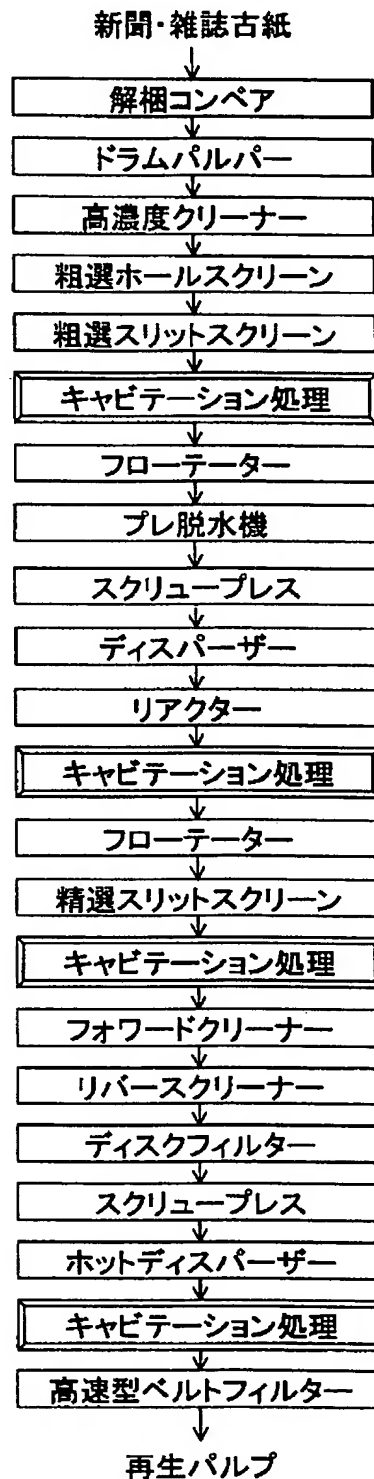 新聞・雑誌古紙
解梱コンベア
ドラムパルパー
高濃度クリーナー
粗選ホールスクリーン
粗選スリットスクリーン
キャビテーション処理
フローテーター
プレ脱水機
スクリュープレス
ディスパーザー
リアクター
キャビテーション処理
フローテーター
精選スリットスクリーン
キャビテーション処理
フォワードクリーナー
リバースクリーナー
ディスクフィルター
スクリュープレス
ホットディスパーザー
キャビテーション処理
高速型ベルトフィルター
再生パルプ